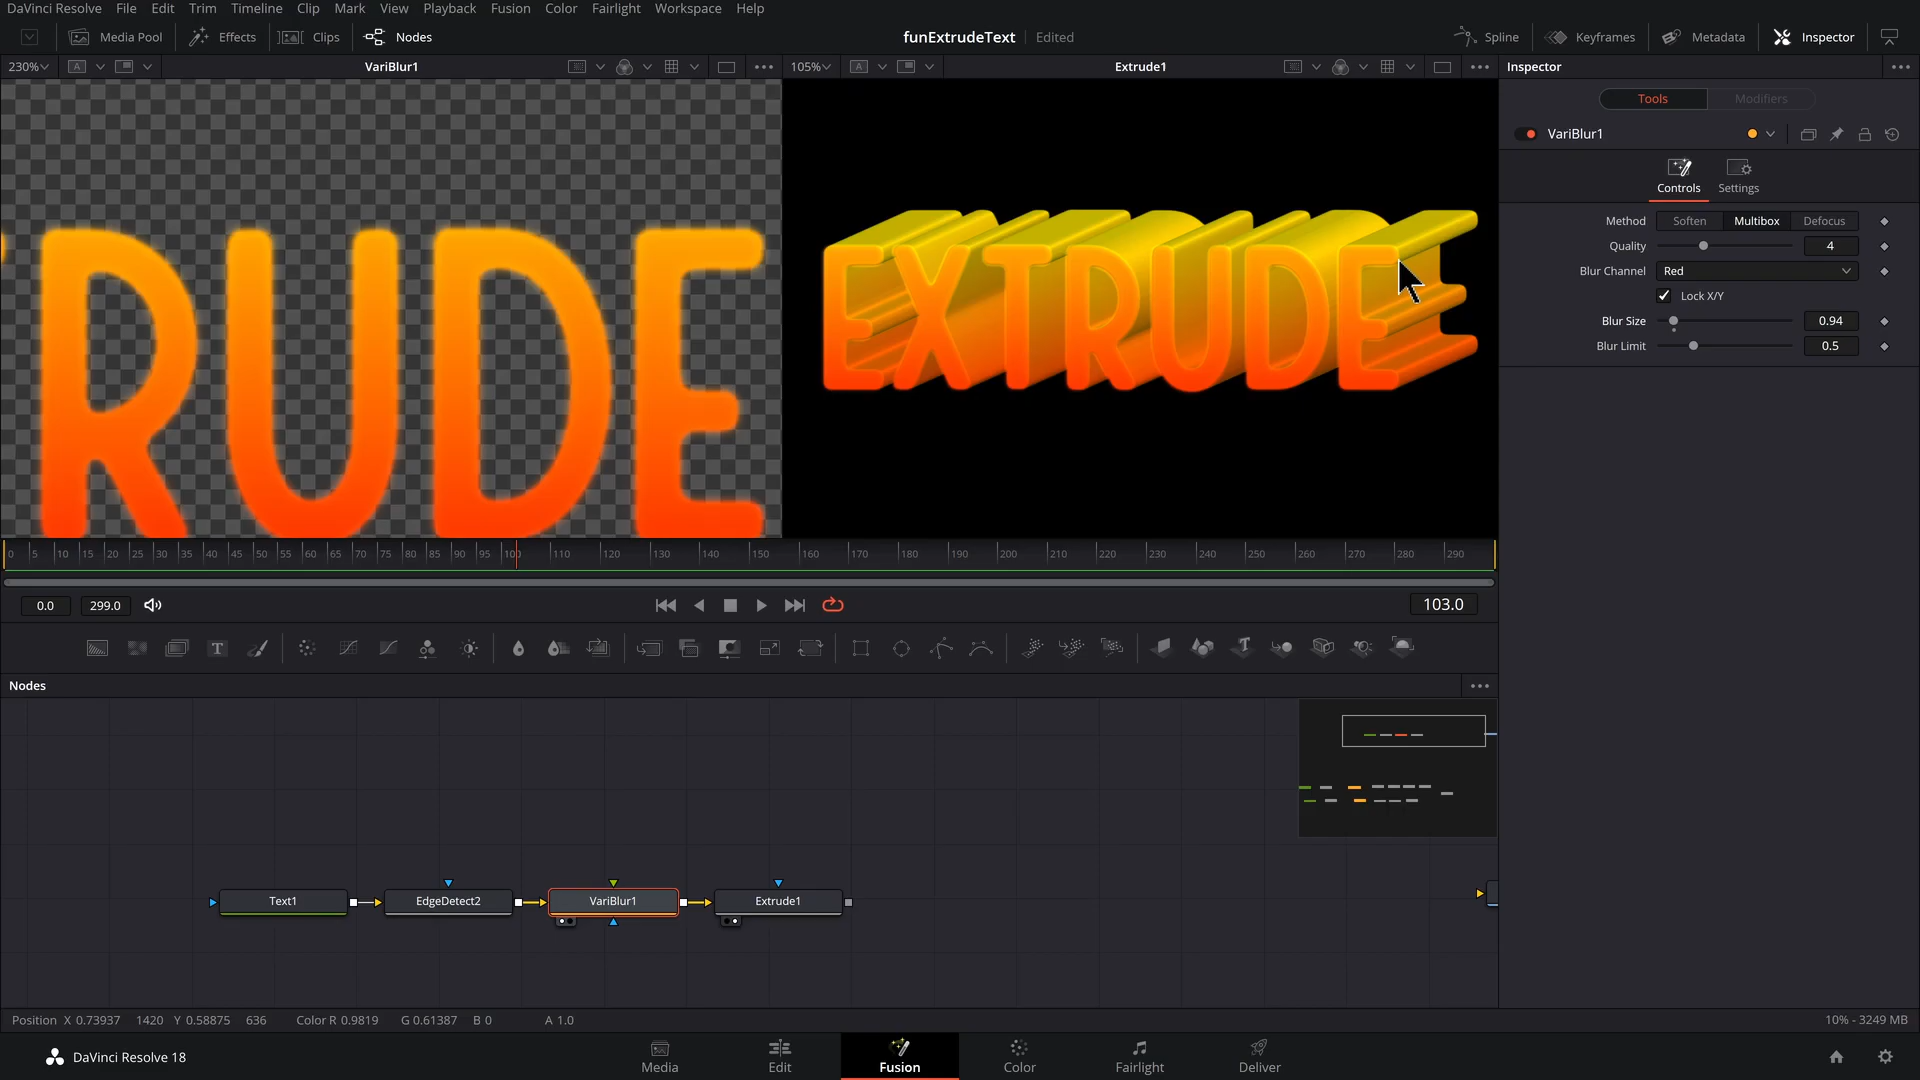 DaVinci Resolve File Edit Trim Timeline Clip Mark View Playback Fusion Color Fairlight Workspace Help
Media Pool Effects Clips Nodes funExtrudeText Edited Spline Keyframes Metadata Inspector
230% A VariBlur1 105% A Extrude1 Inspector
Tools Modifiers
VariBlur1
Controls Settings
Method Soften Multibox Defocus
Quality 4
Blur Channel Red
Lock X/Y
Blur Size 0.94
Blur Limit 0.5
RUDE
EXTRUDE
0 5 10 15 20 25 30 35 40 45 50 55 60 65 70 75 80 85 90 95 100 110 120 130 140 150 160 170 180 190 200 210 220 230 240 250 260 270 280 290
0.0 299.0 103.0
T T
Nodes
Text1 EdgeDetect2 VariBlur1 Extrude1
Position X 0.73937 1420 Y 0.58875 636 Color R 0.9819 G 0.61387 B 0 A 1.0 10% - 3249 MB
DaVinci Resolve 18 Media Edit Fusion Color Fairlight Deliver